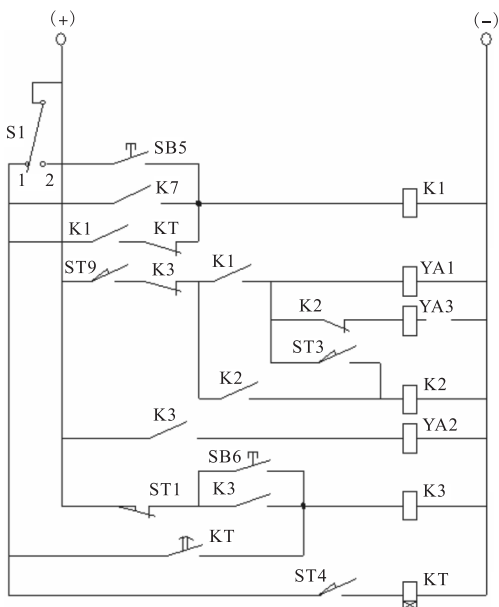 (+) (−)
S1
1 2
SB5
K7 K1
K1 KT
ST9 K3 K1 YA1
K2 YA3
ST3
K2 K2
K3 YA2
SB6
ST1 K3 K3
KT
ST4 KT